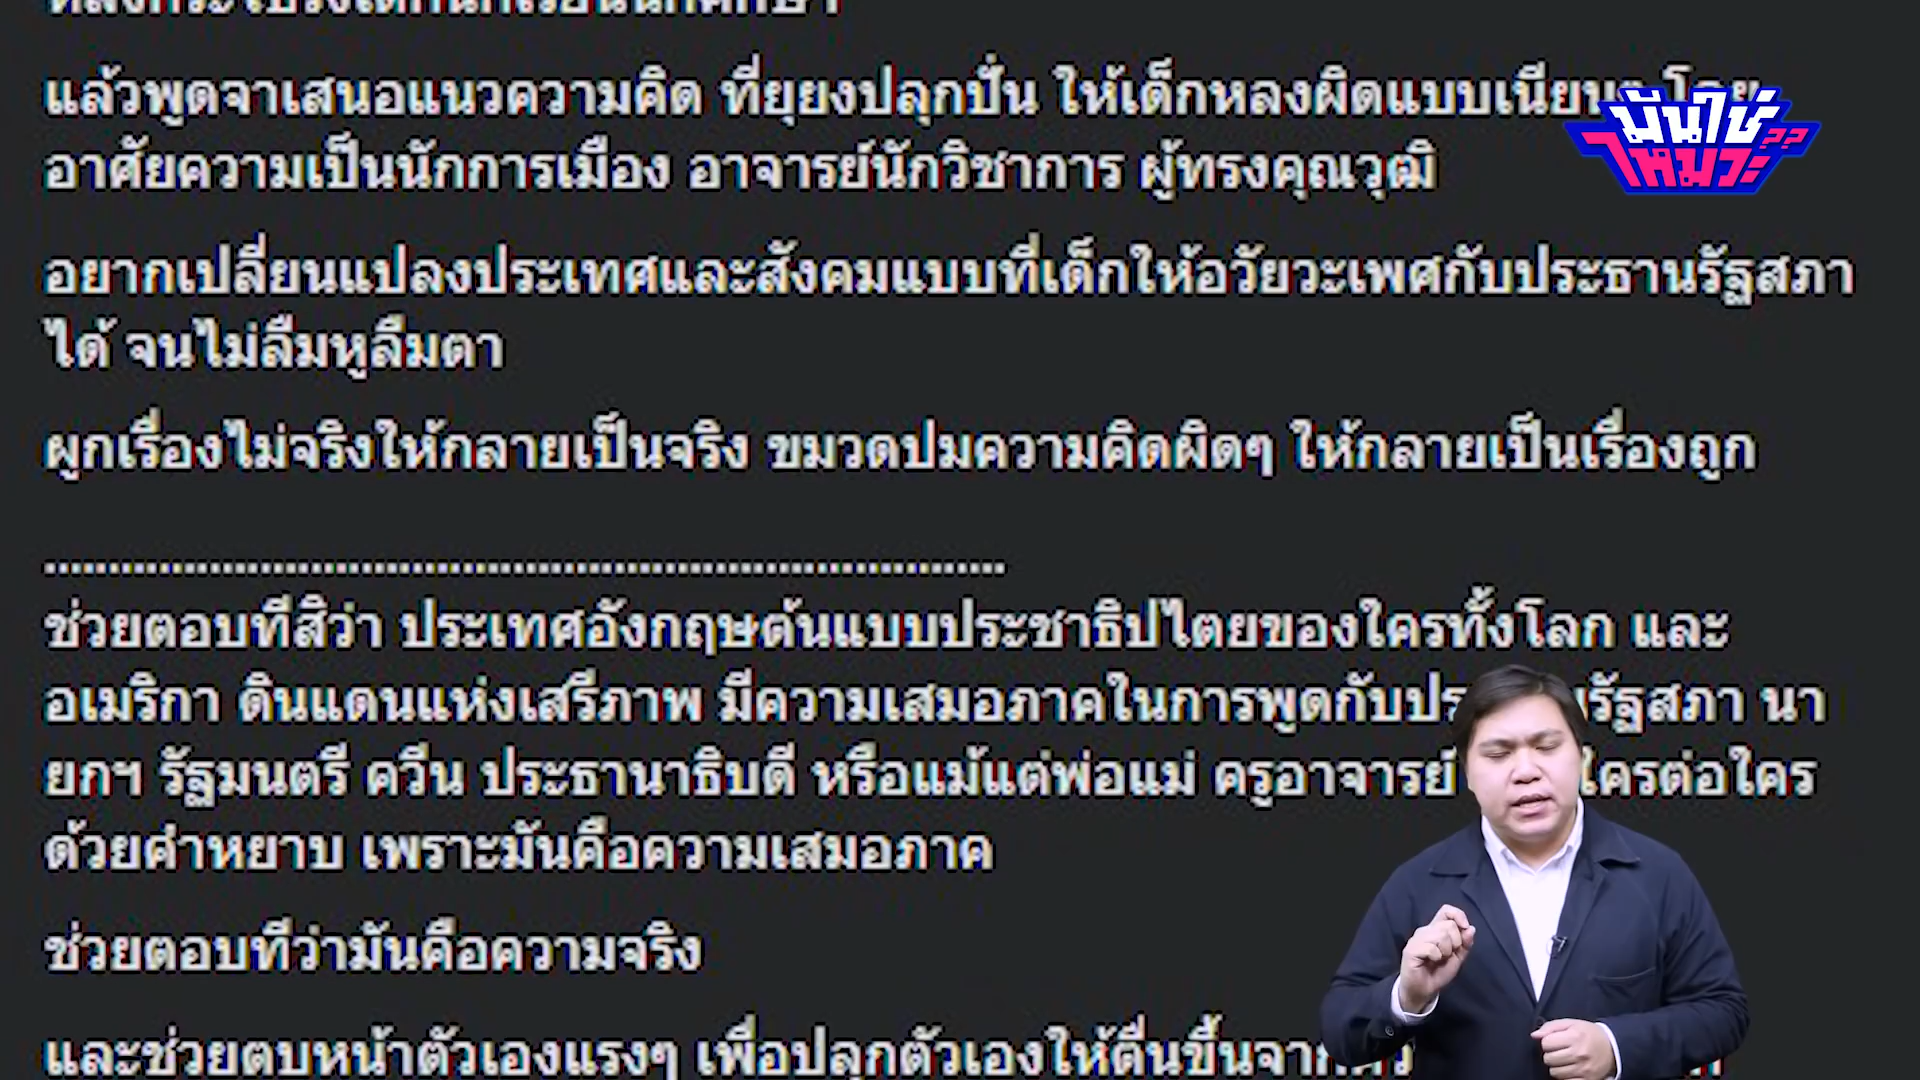 แล้วพูดจาเสนอแนวความคิด ที่ยุยงปลุกปั่น ให้เด็กหลงผิดแบบเนียนๆ โดย
อาศัยความเป็นนักการเมือง อาจารย์นักวิชาการ ผู้ทรงคุณวุฒิ
มันใช่ไหมวะ??
อยากเปลี่ยนแปลงประเทศและสังคมแบบที่เด็กให้อวัยวะเพศกับประธานรัฐสภา
ได้ จนไม่ลืมหูลืมตา
ผูกเรื่องไม่จริงให้กลายเป็นจริง ขมวดปมความคิดผิดๆ ให้กลายเป็นเรื่องถูก
................................................................................
ช่วยตอบทีสิว่า ประเทศอังกฤษต้นแบบประชาธิปไตยของใครทั้งโลก และ
อเมริกา ดินแดนแห่งเสรีภาพ มีความเสมอภาคในการพูดกับประ รัฐสภา นา
ยกฯ รัฐมนตรี ควีน ประธานาธิบดี หรือแม้แต่พ่อแม่ ครูอาจารย์ ใครต่อใคร
ด้วยคำหยาบ เพราะมันคือความเสมอภาค
ช่วยตอบทีว่ามันคือความจริง
และช่วยตบหน้าตัวเองแรงๆ เพื่อปลุกตัวเองให้ตื่นขึ้นจาก